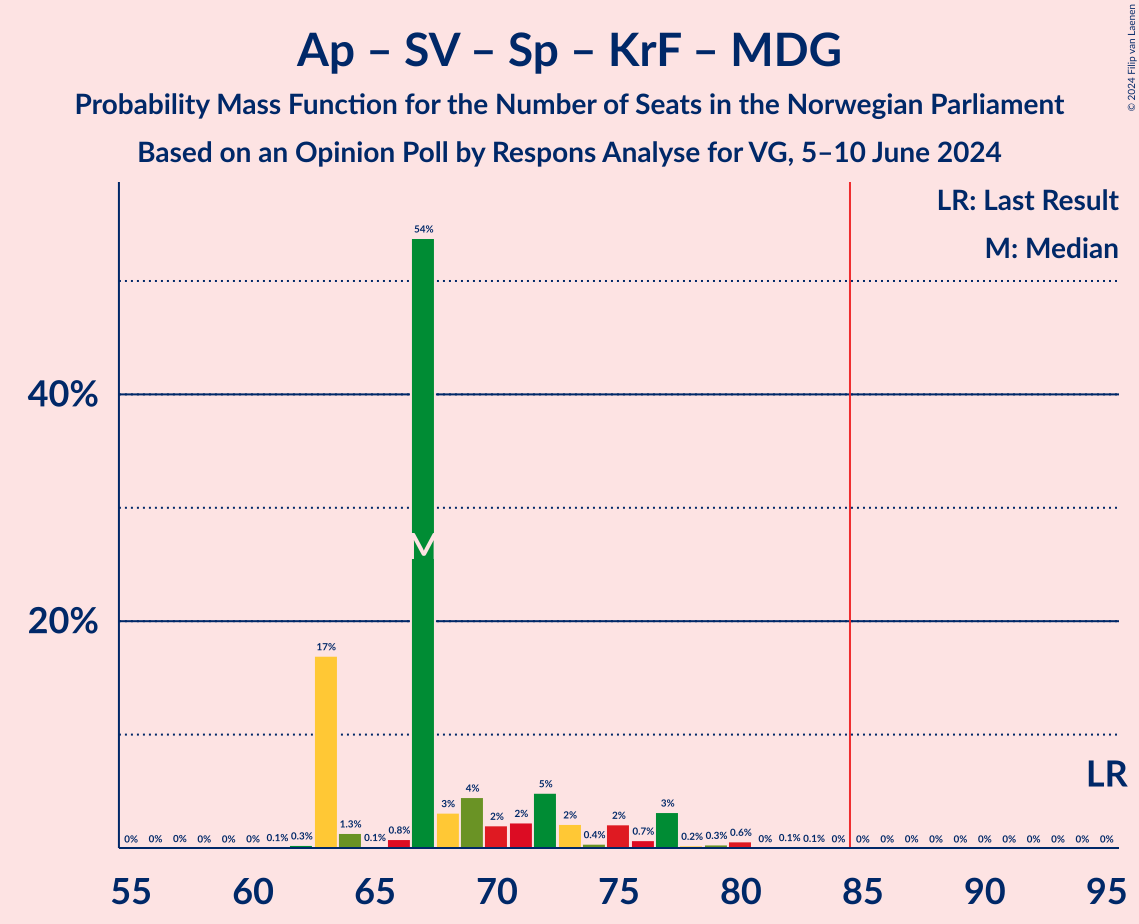 © 2024 Filip van Laenen
Ap – SV – Sp – KrF – MDG
Probability Mass Function for the Number of Seats in the Norwegian Parliament
Based on an Opinion Poll by Respons Analyse for VG, 5–10 June 2024
LR: Last Result
M: Median
40%
20%
0% 0% 0% 0% 0% 0% 0.1% 0.3% 17% 1.3% 0.1% 0.8% 54% 3% 4% 2% 2% 5% 2% 0.4% 2% 0.7% 3% 0.2% 0.3% 0.6% 0% 0.1% 0.1% 0% 0% 0% 0% 0% 0% 0% 0% 0% 0% 0% 0%
M
LR
55 60 65 70 75 80 85 90 95